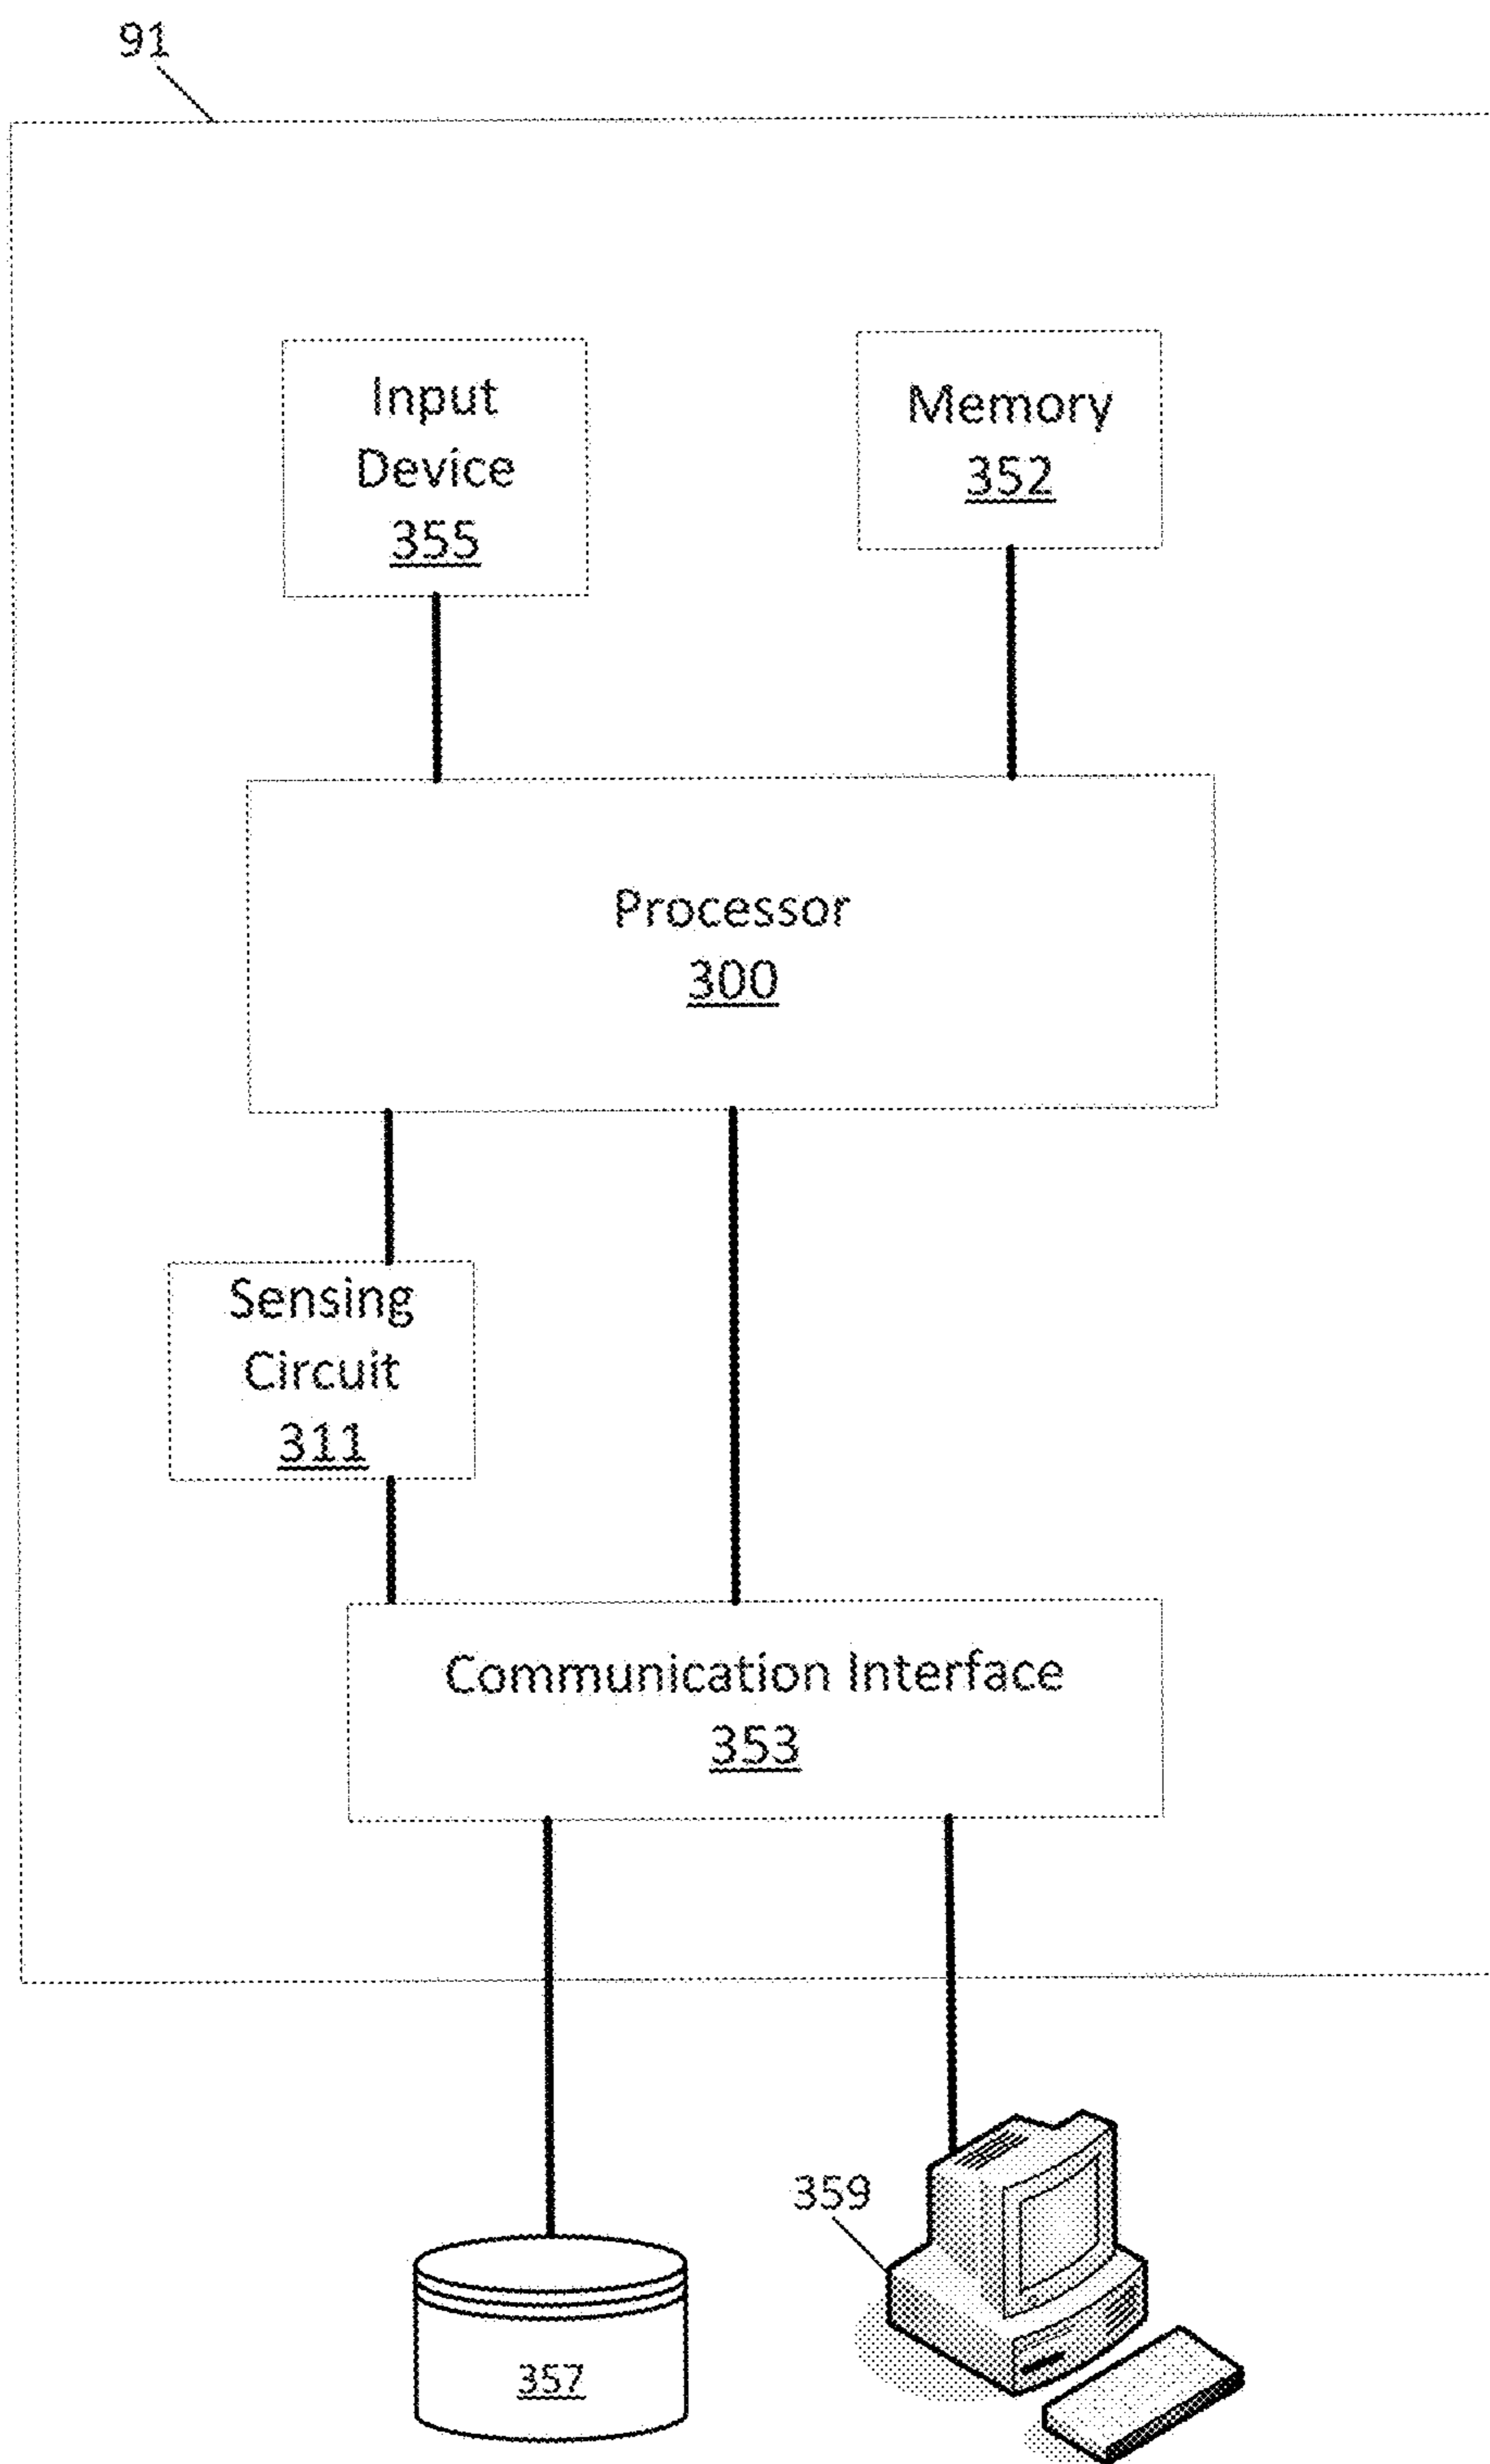 91
Input
Device
355
Memory
352
Processor
300
Sensing
Circuit
311
Communication Interface
353
359
357